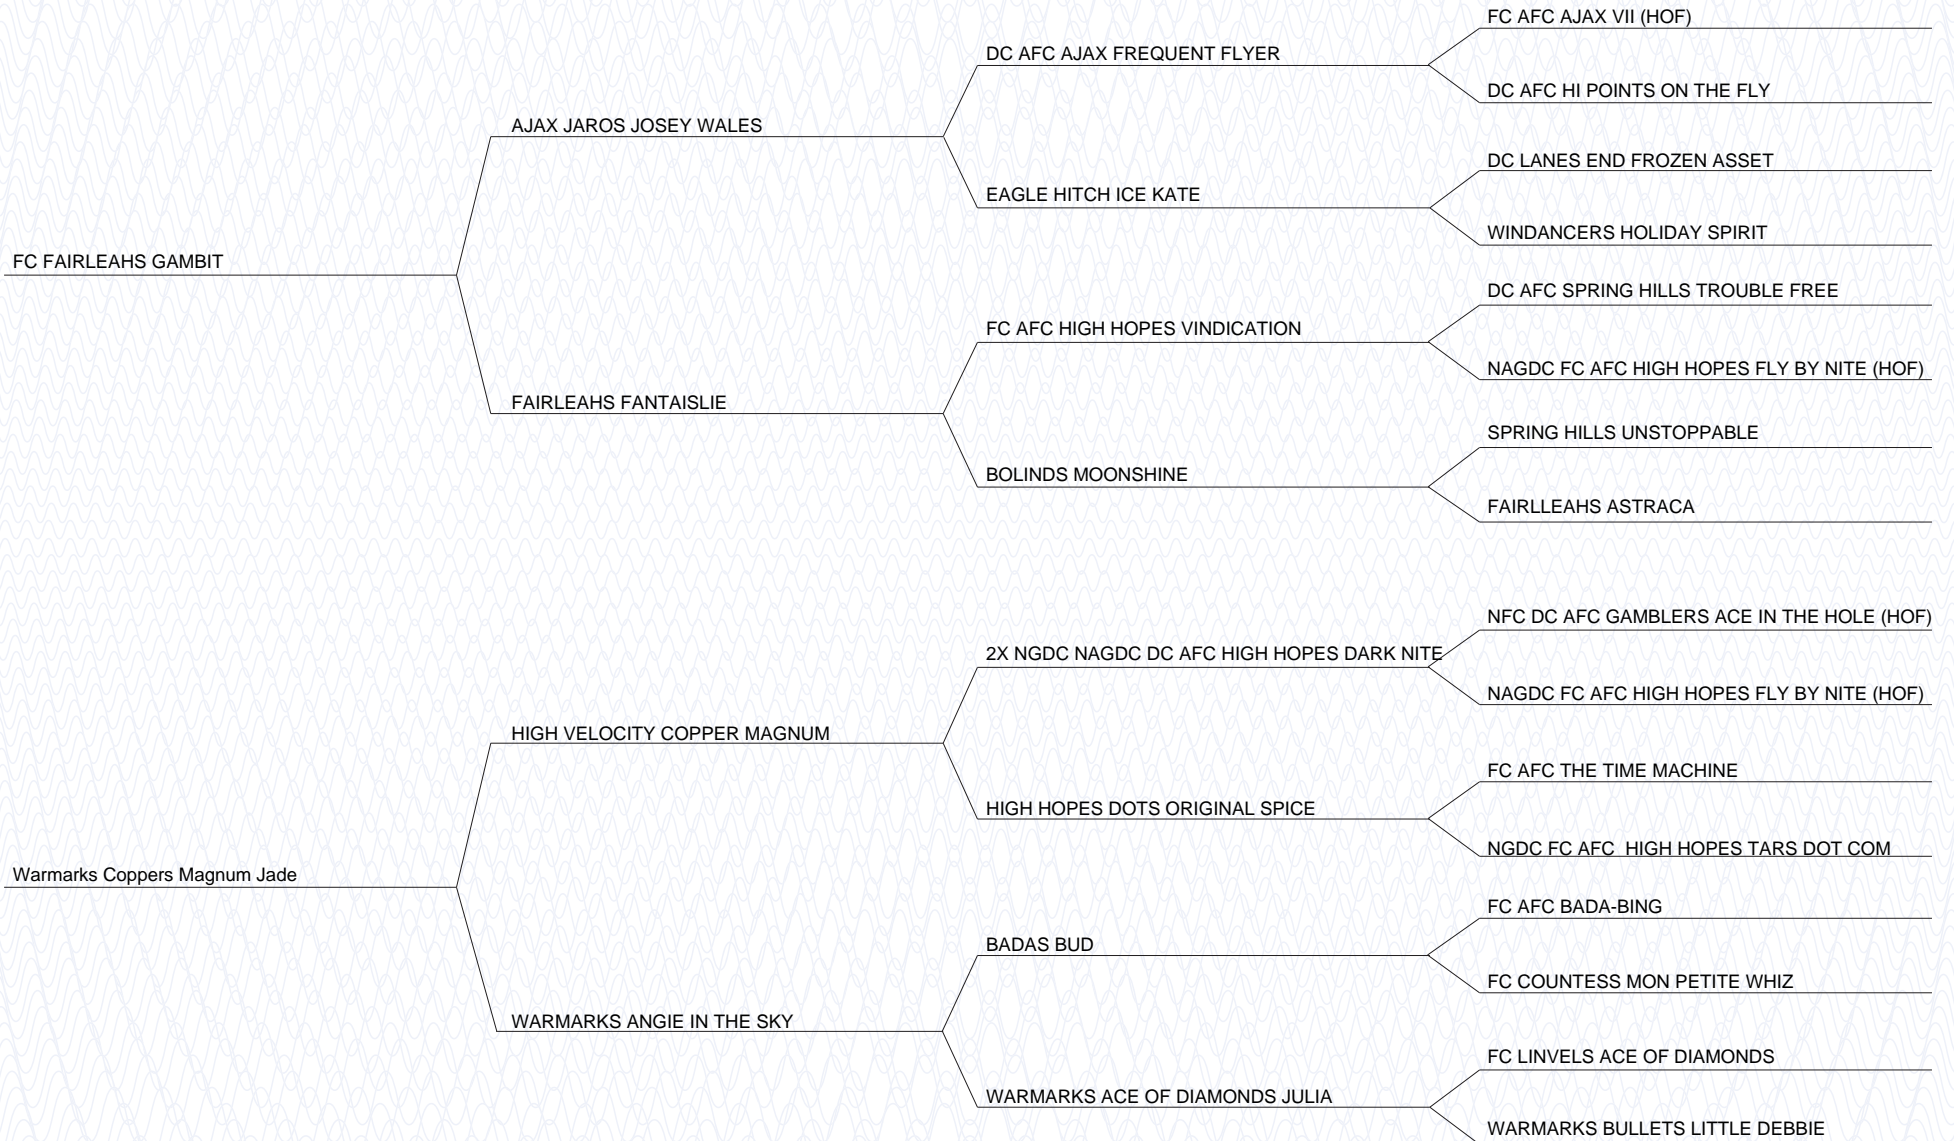 FC AFC AJAX VII (HOF)
DC AFC AJAX FREQUENT FLYER
DC AFC HI POINTS ON THE FLY
AJAX JAROS JOSEY WALES
DC LANES END FROZEN ASSET
EAGLE HITCH ICE KATE
WINDANCERS HOLIDAY SPIRIT
FC FAIRLEAHS GAMBIT
DC AFC SPRING HILLS TROUBLE FREE
FC AFC HIGH HOPES VINDICATION
NAGDC FC AFC HIGH HOPES FLY BY NITE (HOF)
FAIRLEAHS FANTAISLIE
SPRING HILLS UNSTOPPABLE
BOLINDS MOONSHINE
FAIRLLEAHS ASTRACA
NFC DC AFC GAMBLERS ACE IN THE HOLE (HOF)
2X NGDC NAGDC DC AFC HIGH HOPES DARK NITE
NAGDC FC AFC HIGH HOPES FLY BY NITE (HOF)
HIGH VELOCITY COPPER MAGNUM
FC AFC THE TIME MACHINE
HIGH HOPES DOTS ORIGINAL SPICE
NGDC FC AFC  HIGH HOPES TARS DOT COM
Warmarks Coppers Magnum Jade
FC AFC BADA-BING
BADAS BUD
FC COUNTESS MON PETITE WHIZ
WARMARKS ANGIE IN THE SKY
FC LINVELS ACE OF DIAMONDS
WARMARKS ACE OF DIAMONDS JULIA
WARMARKS BULLETS LITTLE DEBBIE